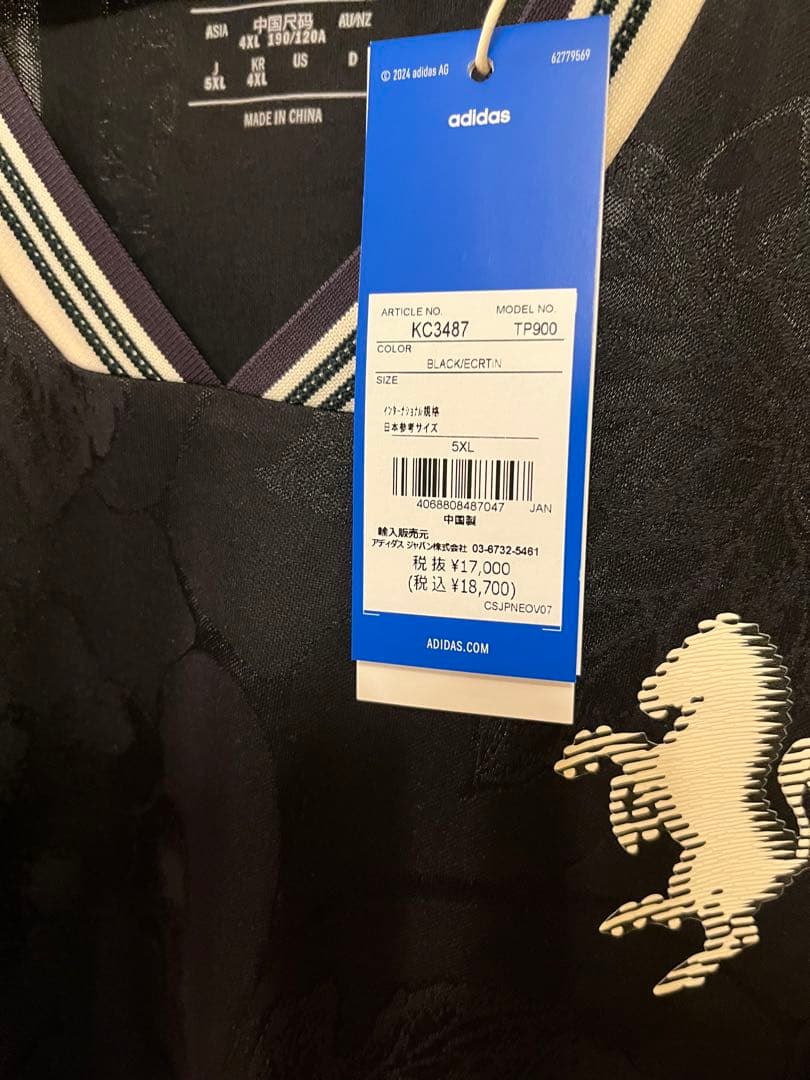 ASIA 中国尺码 AU/NZ
4XL 190/120A
J KR US D
5XL 4XL
MADE IN CHINA
© 2024 adidas AG
62779569
adidas
ARTICLE NO. MODEL NO.
KC3487 TP900
COLOR
BLACK/ECRTIN
SIZE
インターナショナル規格
日本参考サイズ
5XL
4068808487047 JAN
中国製
輸入販売元
アディダス ジャパン株式会社 03-6732-5461
税抜 ¥17,000
(税込 ¥18,700)
CSJPNEOV07
ADIDAS.COM